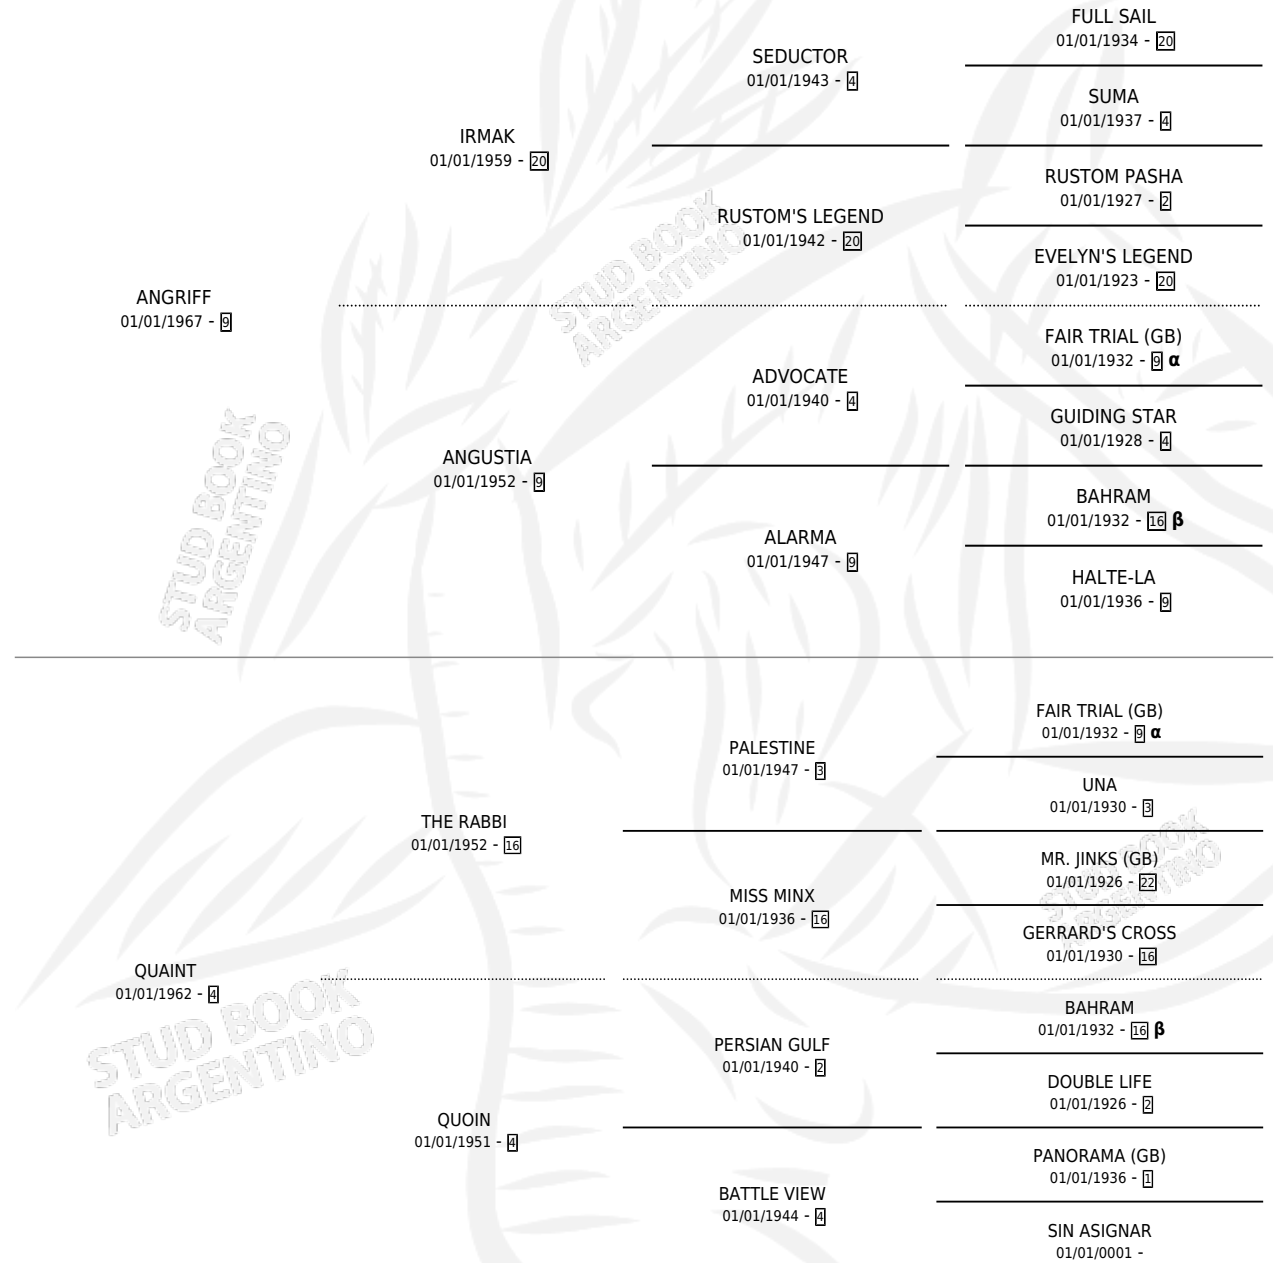 FULL SAIL
01/01/1934 - 20
SEDUCTOR
01/01/1943 - 4
SUMA
01/01/1937 - 4
IRMAK
01/01/1959 - 20
RUSTOM PASHA
01/01/1927 - 2
RUSTOM'S LEGEND
01/01/1942 - 20
EVELYN'S LEGEND
01/01/1923 - 20
ANGRIFF
01/01/1967 - 9
FAIR TRIAL (GB)
01/01/1932 - 9 α
ADVOCATE
01/01/1940 - 4
GUIDING STAR
01/01/1928 - 4
ANGUSTIA
01/01/1952 - 9
BAHRAM
01/01/1932 - 16 β
ALARMA
01/01/1947 - 9
HALTE-LA
01/01/1936 - 9
FAIR TRIAL (GB)
01/01/1932 - 9 α
PALESTINE
01/01/1947 - 3
UNA
01/01/1930 - 3
THE RABBI
01/01/1952 - 16
MR. JINKS (GB)
01/01/1926 - 22
MISS MINX
01/01/1936 - 16
GERRARD'S CROSS
01/01/1930 - 16
QUAINT
01/01/1962 - 4
BAHRAM
01/01/1932 - 16 β
PERSIAN GULF
01/01/1940 - 2
DOUBLE LIFE
01/01/1926 - 2
QUOIN
01/01/1951 - 4
PANORAMA (GB)
01/01/1936 - 1
BATTLE VIEW
01/01/1944 - 4
SIN ASIGNAR
01/01/0001 -
STUD BOOK
ARGENTINO
STUD BOOK
ARGENTINO
STUD BOOK
ARGENTINO
STUD BOOK
ARGENTINO